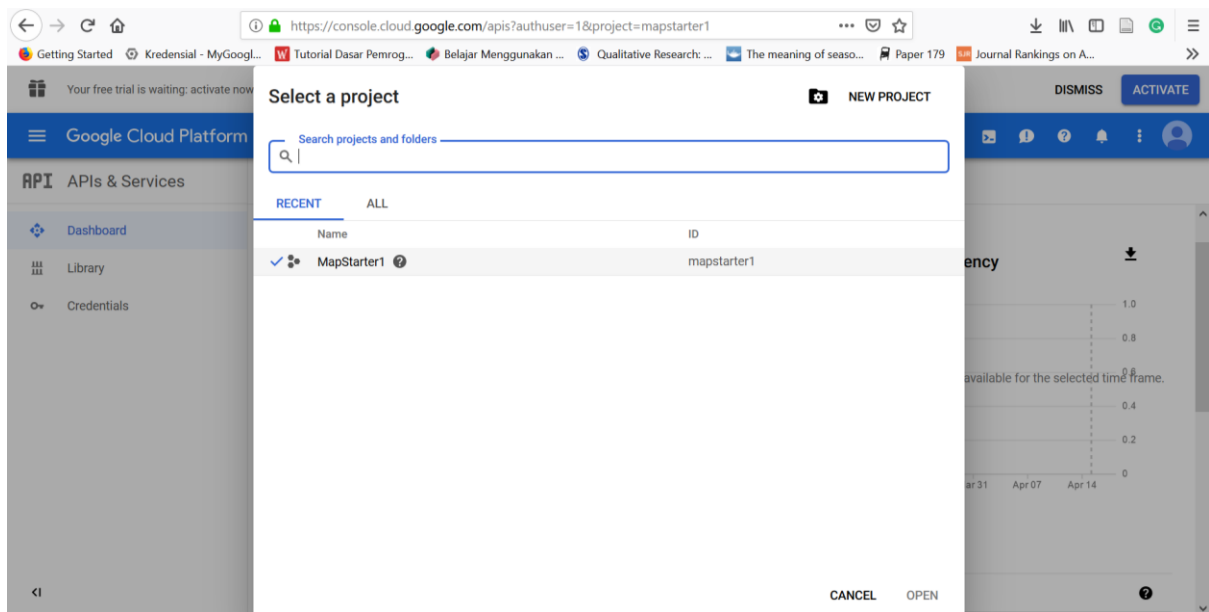 https://console.cloud.google.com/apis?authuser=1&project=mapstarter1
Getting Started Kredensial - MyGoogl... Tutorial Dasar Pemrog... Belajar Menggunakan ... Qualitative Research: ... The meaning of seaso... Paper 179 Journal Rankings on A...
Your free trial is waiting: activate now
DISMISS ACTIVATE
Google Cloud Platform
API APIs & Services
Dashboard
Library
Credentials
Select a project
NEW PROJECT
Search projects and folders
RECENT ALL
Name ID
MapStarter1 mapstarter1
CANCEL OPEN
ency
1.0
0.8
0.6
available for the selected time frame.
0.4
0.2
0
ar 31 Apr 07 Apr 14